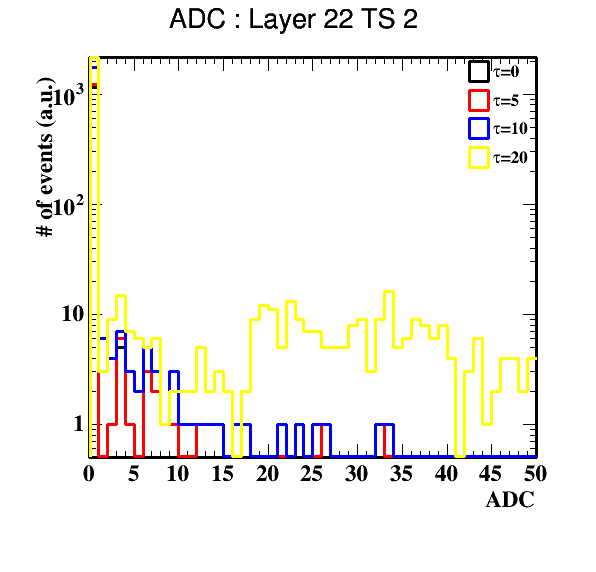 ADC : Layer 22 TS 2
# of events (a.u.)
10³
10²
10
1
τ=0
τ=5
τ=10
τ=20
0 5 10 15 20 25 30 35 40 45 50
ADC